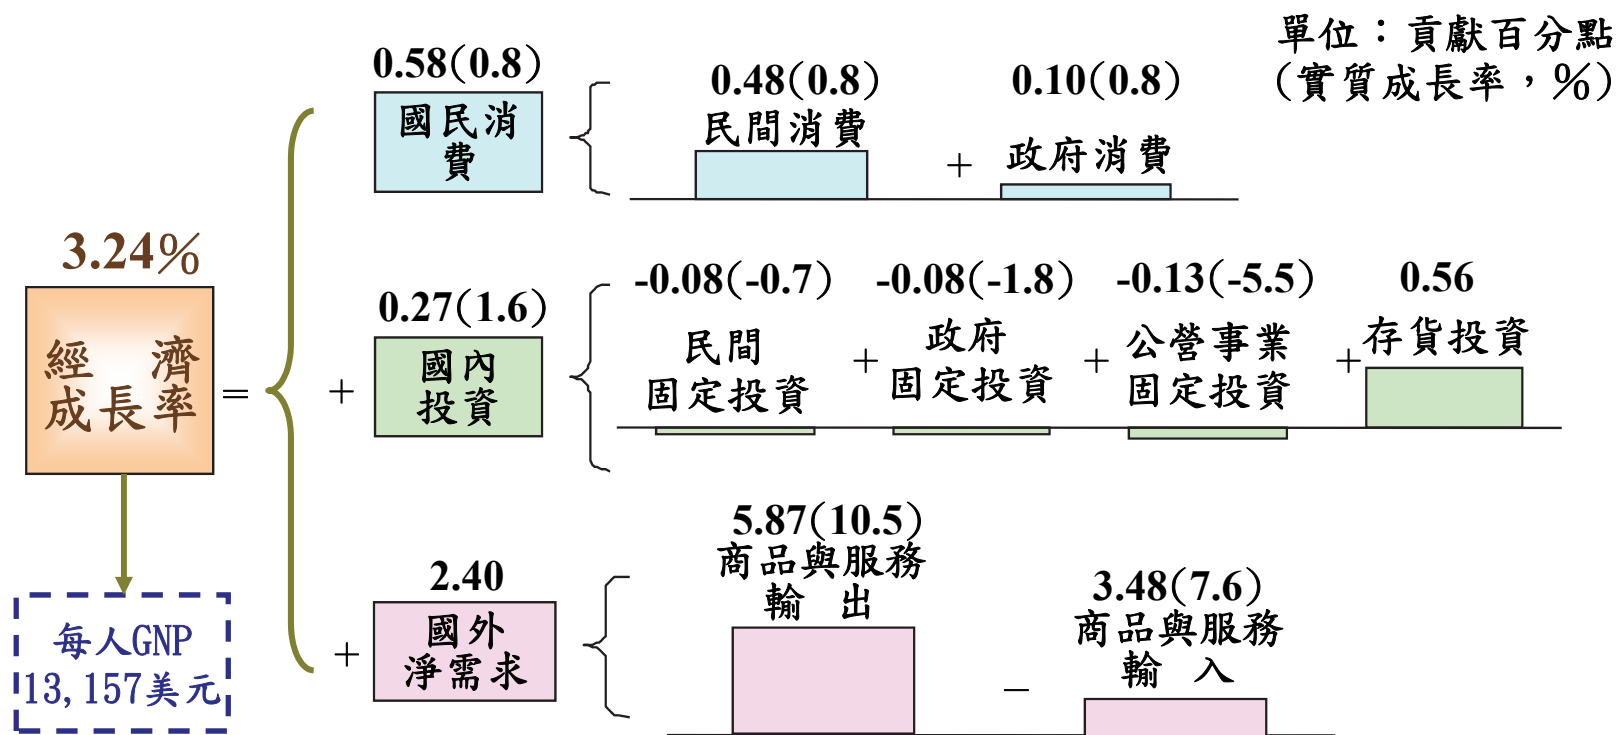 單位：貢獻百分點
(實質成長率，%)
0.58(0.8)
國民消
費
0.48(0.8)
民間消費
+
0.10(0.8)
政府消費
3.24%
經 濟
成長率
=
+
0.27(1.6)
國內
投資
-0.08(-0.7)
民間
固定投資
+
-0.08(-1.8)
政府
固定投資
+
-0.13(-5.5)
公營事業
固定投資
+
0.56
存貨投資
+
2.40
國外
淨需求
5.87(10.5)
商品與服務
輸 出
−
3.48(7.6)
商品與服務
輸 入
每人GNP
13,157美元